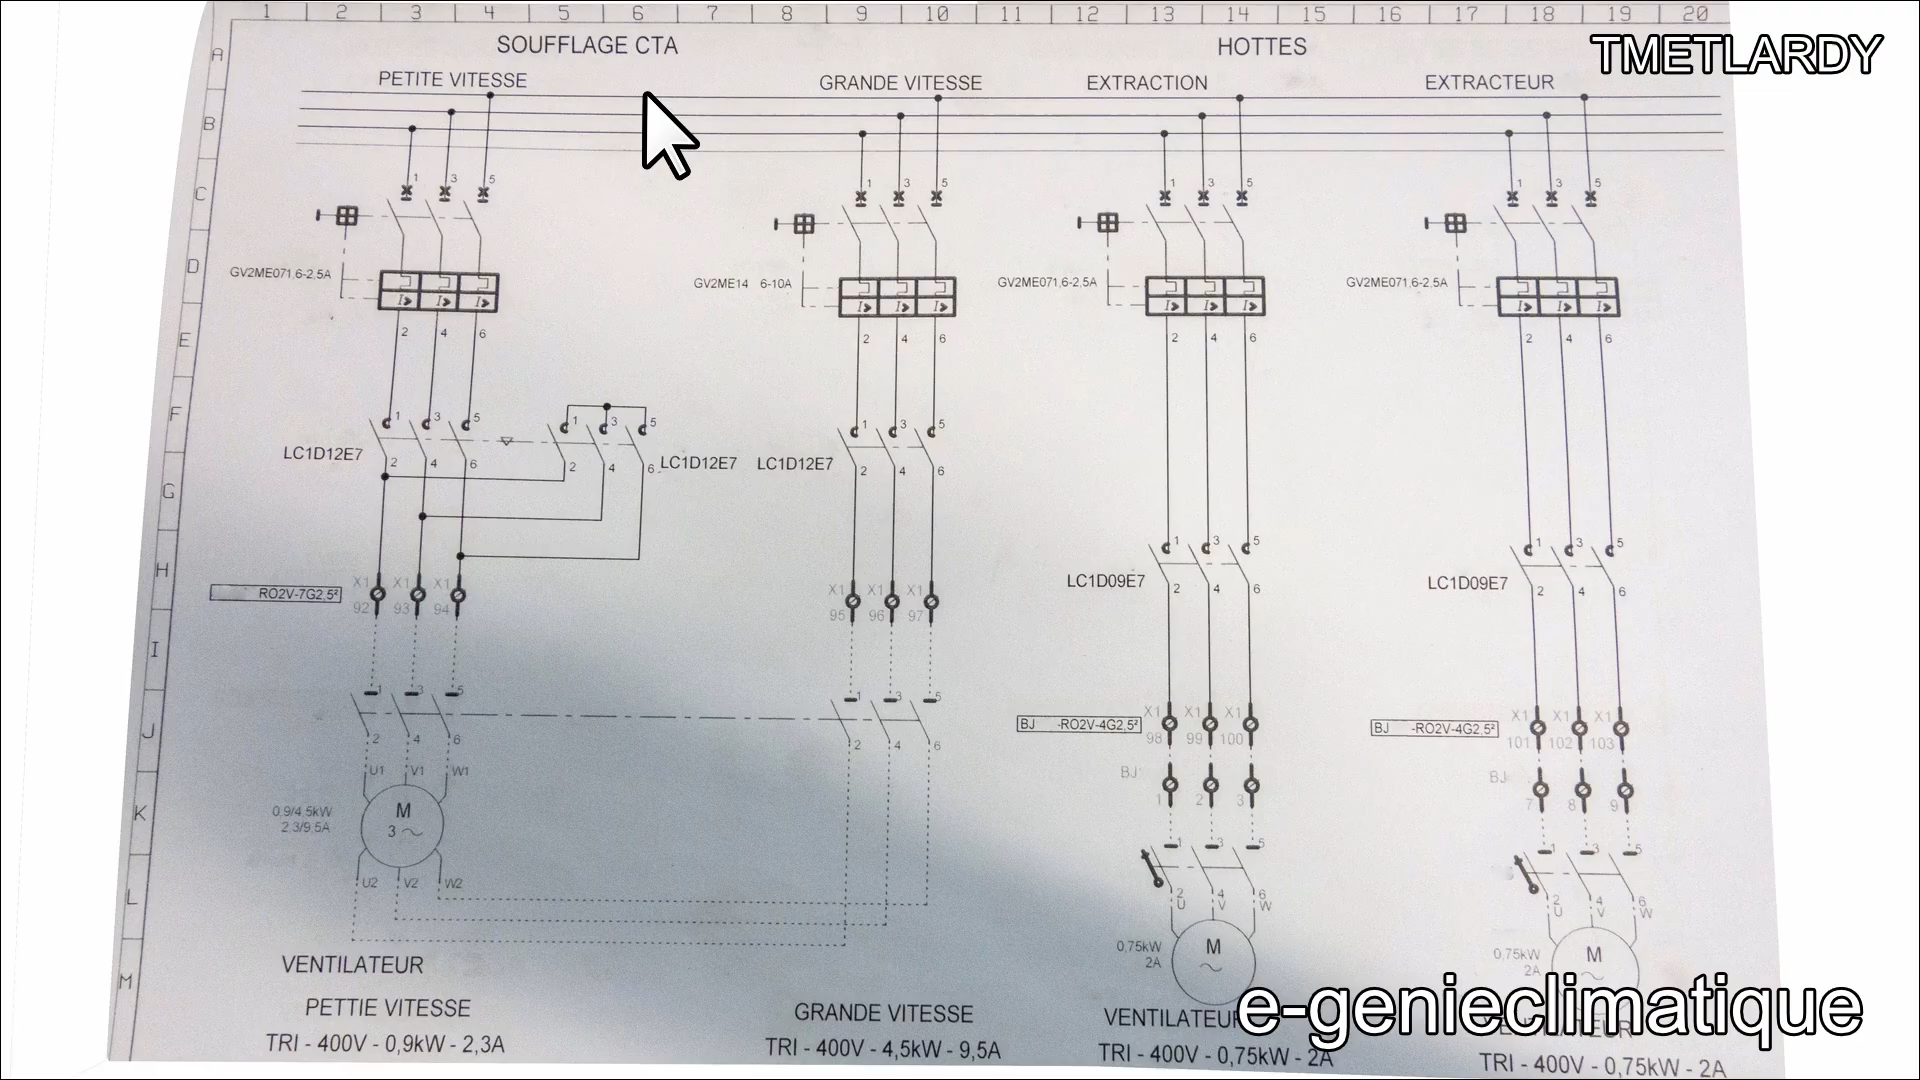 1 2 3 4 5 6 7 8 9 10 11 12 13 14 15 16 17 18 19 20
TMETLARDY
SOUFFLAGE CTA
HOTTES
PETITE VITESSE
GRANDE VITESSE
EXTRACTION
EXTRACTEUR
A
B
C
D
E
F
G
H
I
J
K
L
M
1 3 5
1 3 5
1 3 5
1 3 5
GV2ME071,6-2,5A
GV2ME14 6-10A
GV2ME071,6-2,5A
GV2ME071,6-2,5A
I> I> I>
I> I> I>
I> I> I>
I> I> I>
2 4 6
2 4 6
2 4 6
2 4 6
1 3 5
1 3 5
1 3 5
LC1D12E7
LC1D12E7
LC1D12E7
2 4 6
2 4 6
2 4 6
1 3 5
1 3 5
LC1D09E7
LC1D09E7
2 4 6
2 4 6
RO2V-7G2,5²
X1 X1 X1
92 93 94
X1 X1 X1
95 96 97
1 3 5
1 3 5
2 4 6
2 4 6
BJ -RO2V-4G2,5²
X1 X1 X1
98 99 100
BJ -RO2V-4G2,5²
X1 X1 X1
101 102 103
U1 V1 W1
BJ
1 2 3
BJ
7 8 9
0,9/4,5kW
2,3/9,5A
M
3 ~
U2 V2 W2
1 3 5
1 3 5
2 4 6
U V W
2 4 6
U V W
0,75kW
2A
M
~
0,75kW
2A
M
~
VENTILATEUR
PETTIE VITESSE
TRI - 400V - 0,9kW - 2,3A
GRANDE VITESSE
TRI - 400V - 4,5kW - 9,5A
VENTILATEUR
TRI - 400V - 0,75kW - 2A
VENTILATEUR
TRI - 400V - 0,75kW - 2A
e-genieclimatique